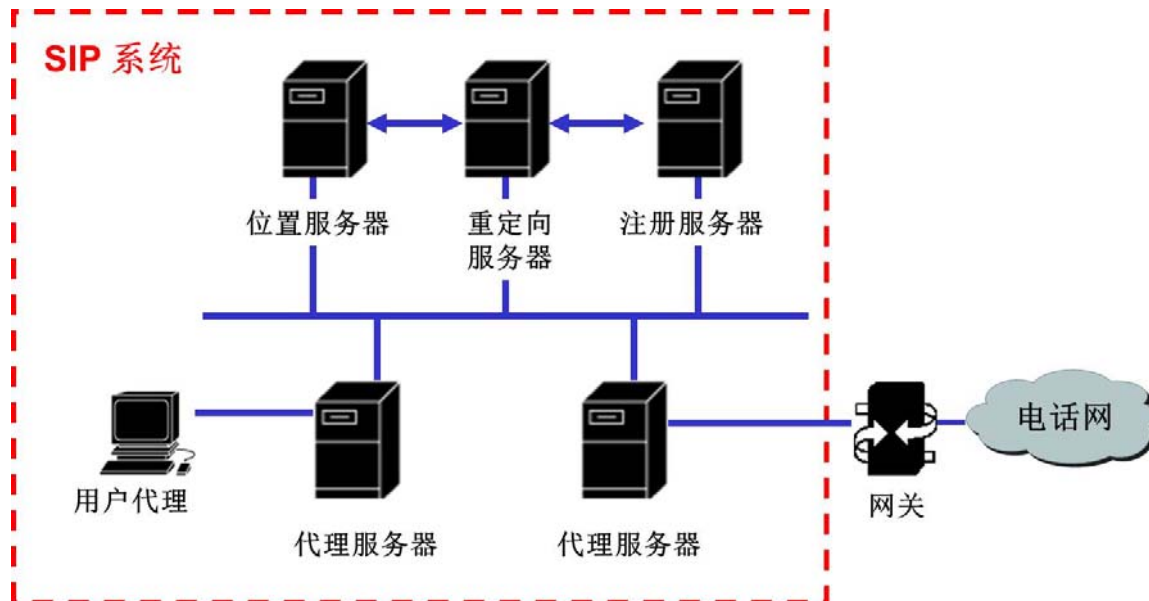 SIP 系统
位置服务器
重定向
服务器
注册服务器
用户代理
代理服务器
代理服务器
网关
电话网